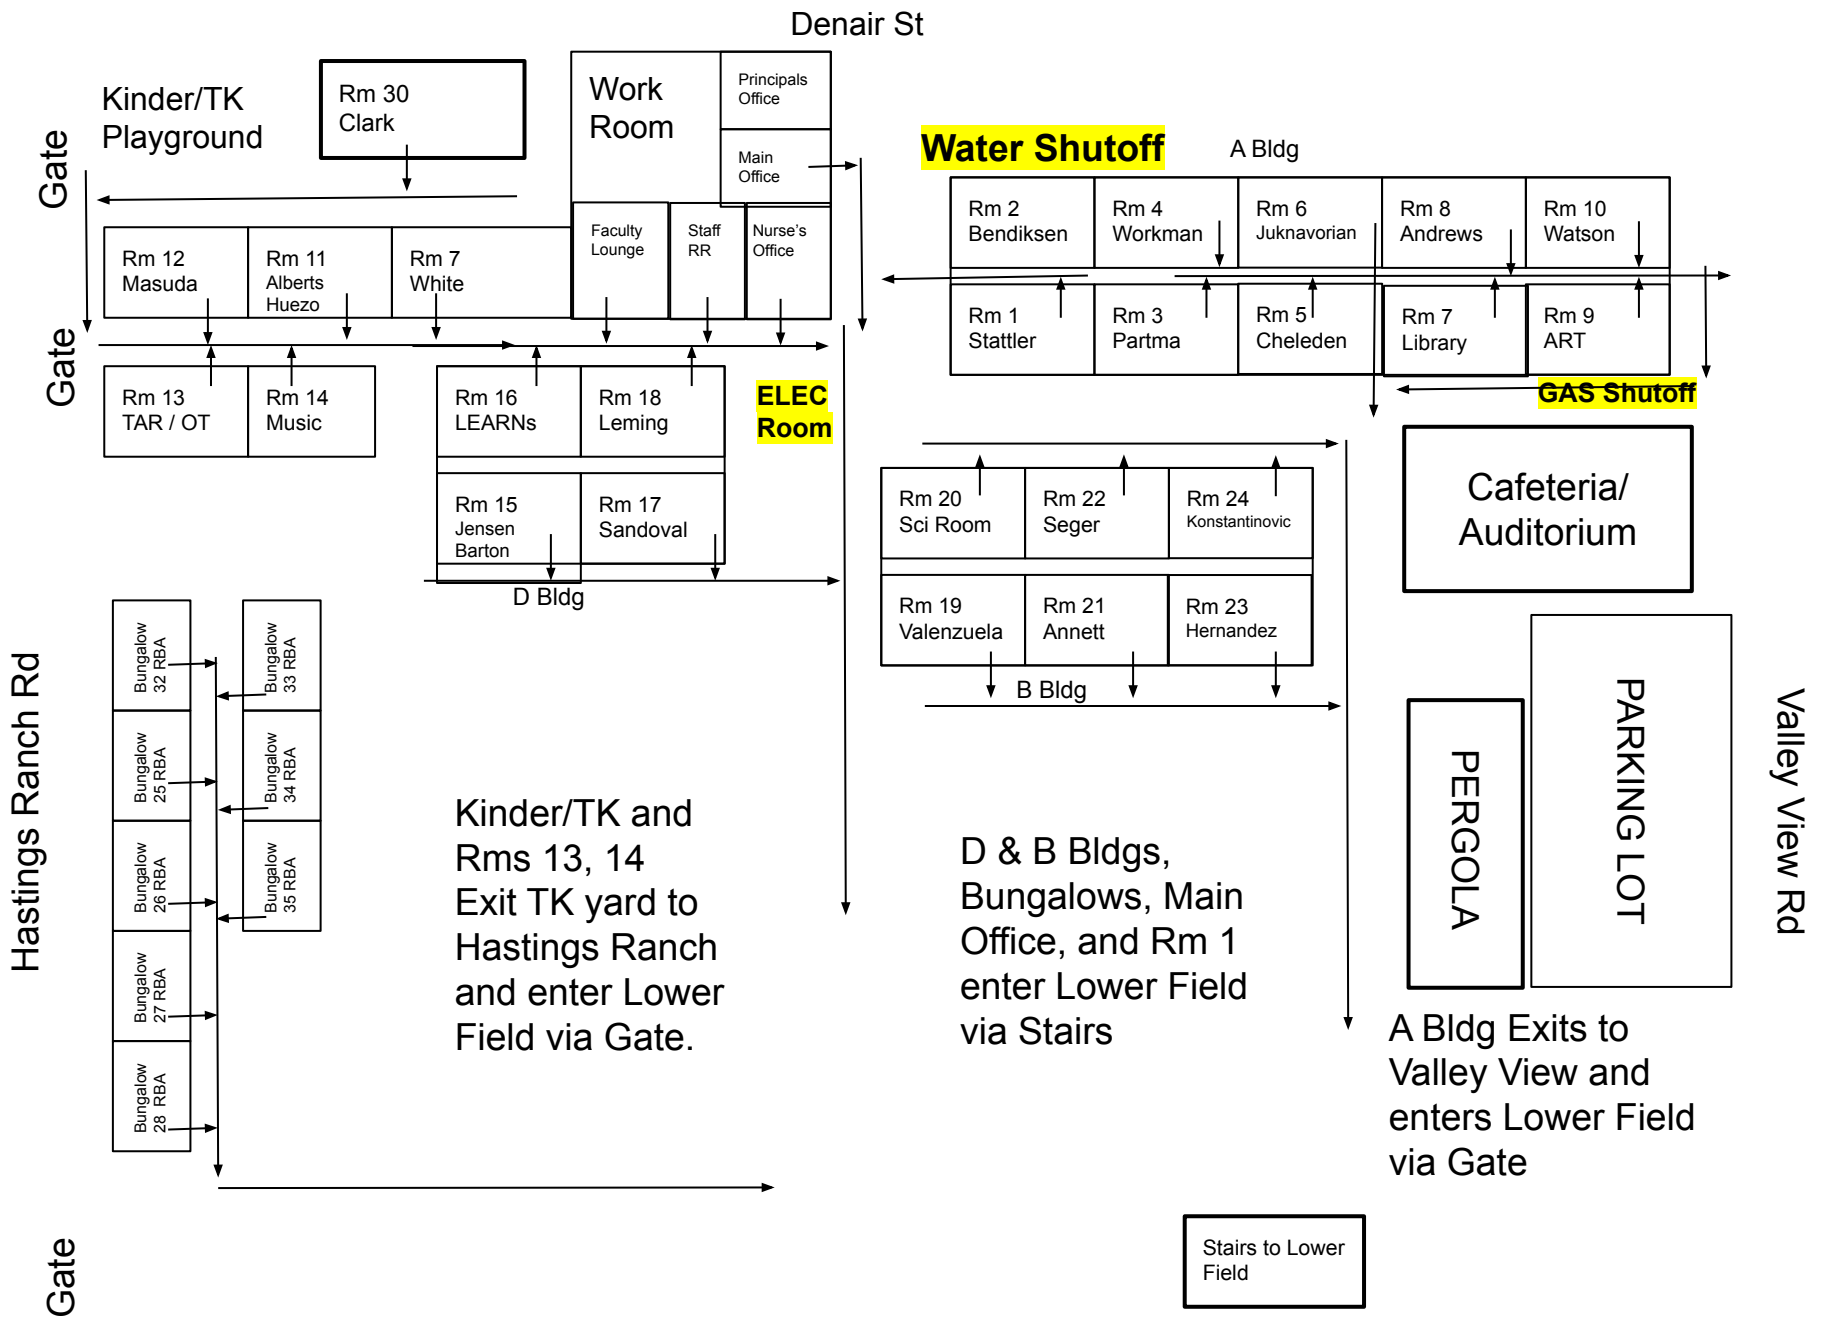 Denair St
Kinder/TK
Playground
Rm 30
Clark
Work
Room
Principals
Office
Main
Office
Gate
Water Shutoff
A Bldg
Rm 2
Bendiksen
Rm 4
Workman
Rm 6
Juknavorian
Rm 8
Andrews
Rm 10
Watson
Rm 12
Masuda
Rm 11
Alberts
Huezo
Rm 7
White
Faculty
Lounge
Staff
RR
Nurse's
Office
Rm 1
Stattler
Rm 3
Partma
Rm 5
Cheleden
Rm 7
Library
Rm 9
ART
Gate
Rm 13
TAR / OT
Rm 14
Music
Rm 16
LEARNs
Rm 18
Leming
ELEC
Room
GAS Shutoff
Rm 15
Jensen
Barton
Rm 17
Sandoval
D Bldg
Rm 20
Sci Room
Rm 22
Seger
Rm 24
Konstantinovic
Cafeteria/
Auditorium
Rm 19
Valenzuela
Rm 21
Annett
Rm 23
Hernandez
B Bldg
Hastings Ranch Rd
Bungalow
32 RBA
Bungalow
33 RBA
Bungalow
25 RBA
Bungalow
34 RBA
Bungalow
26 RBA
Bungalow
35 RBA
Bungalow
27 RBA
Bungalow
28 RBA
Kinder/TK and
Rms 13, 14
Exit TK yard to
Hastings Ranch
and enter Lower
Field via Gate.
D & B Bldgs,
Bungalows, Main
Office, and Rm 1
enter Lower Field
via Stairs
PERGOLA
PARKING LOT
Valley View Rd
A Bldg Exits to
Valley View and
enters Lower Field
via Gate
Stairs to Lower
Field
Gate